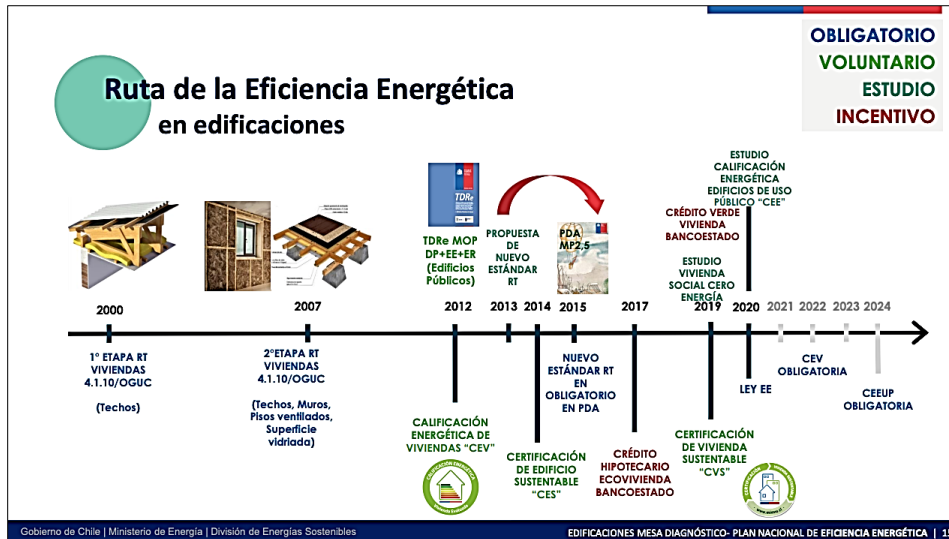 OBLIGATORIO
VOLUNTARIO
ESTUDIO
INCENTIVO
Ruta de la Eficiencia Energética
en edificaciones
TDRe
TDRe MOP
DP+EE+ER
(Edificios
Públicos)
PROPUESTA
DE
NUEVO
ESTÁNDAR
RT
PDA
MP2,5
ESTUDIO
CALIFICACIÓN
ENERGÉTICA
EDIFICIOS DE USO
PÚBLICO "CEE"
CRÉDITO VERDE
VIVIENDA
BANCOESTADO
ESTUDIO
VIVIENDA
SOCIAL CERO
ENERGÍA
2000
2007
2012
2013
2014
2015
2017
2019
2020
2021
2022
2023
2024
1º ETAPA RT
VIVIENDAS
4.1.10/OGUC
(Techos)
2ºETAPA RT
VIVIENDAS
4.1.10/OGUC
(Techos, Muros,
Pisos ventilados,
Superficie
vidriada)
CALIFICACIÓN
ENERGÉTICA DE
VIVIENDAS "CEV"
CERTIFICACIÓN
DE EDIFICIO
SUSTENTABLE
"CES"
NUEVO
ESTÁNDAR RT
EN
OBLIGATORIO
EN PDA
CRÉDITO
HIPOTECARIO
ECOVIVIENDA
BANCOESTADO
CERTIFICACIÓN
DE VIVIENDA
SUSTENTABLE
"CVS"
LEY EE
CEV
OBLIGATORIA
CEEUP
OBLIGATORIA
CALIFICACIÓN ENERGÉTICA
Gobierno de Chile | Ministerio de Energía | División de Energías Sostenibles
EDIFICACIONES MESA DIAGNÓSTICO- PLAN NACIONAL DE EFICIENCIA ENERGÉTICA |